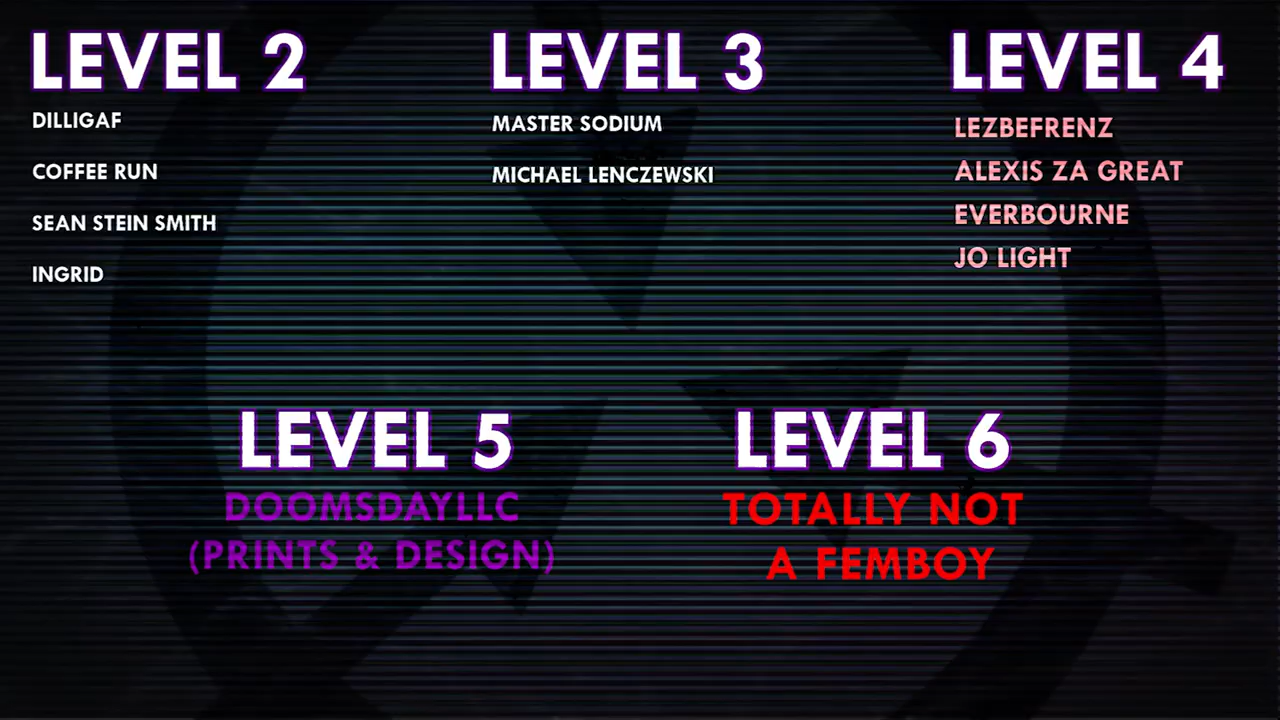 LEVEL 2
DILLIGAF
COFFEE RUN
SEAN STEIN SMITH
INGRID
LEVEL 3
MASTER SODIUM
MICHAEL LENCZEWSKI
LEVEL 4
LEZBEFRENZ
ALEXIS ZA GREAT
EVERBOURNE
JO LIGHT
LEVEL 5
DOOMSDAYLLC
(PRINTS & DESIGN)
LEVEL 6
TOTALLY NOT
A FEMBOY